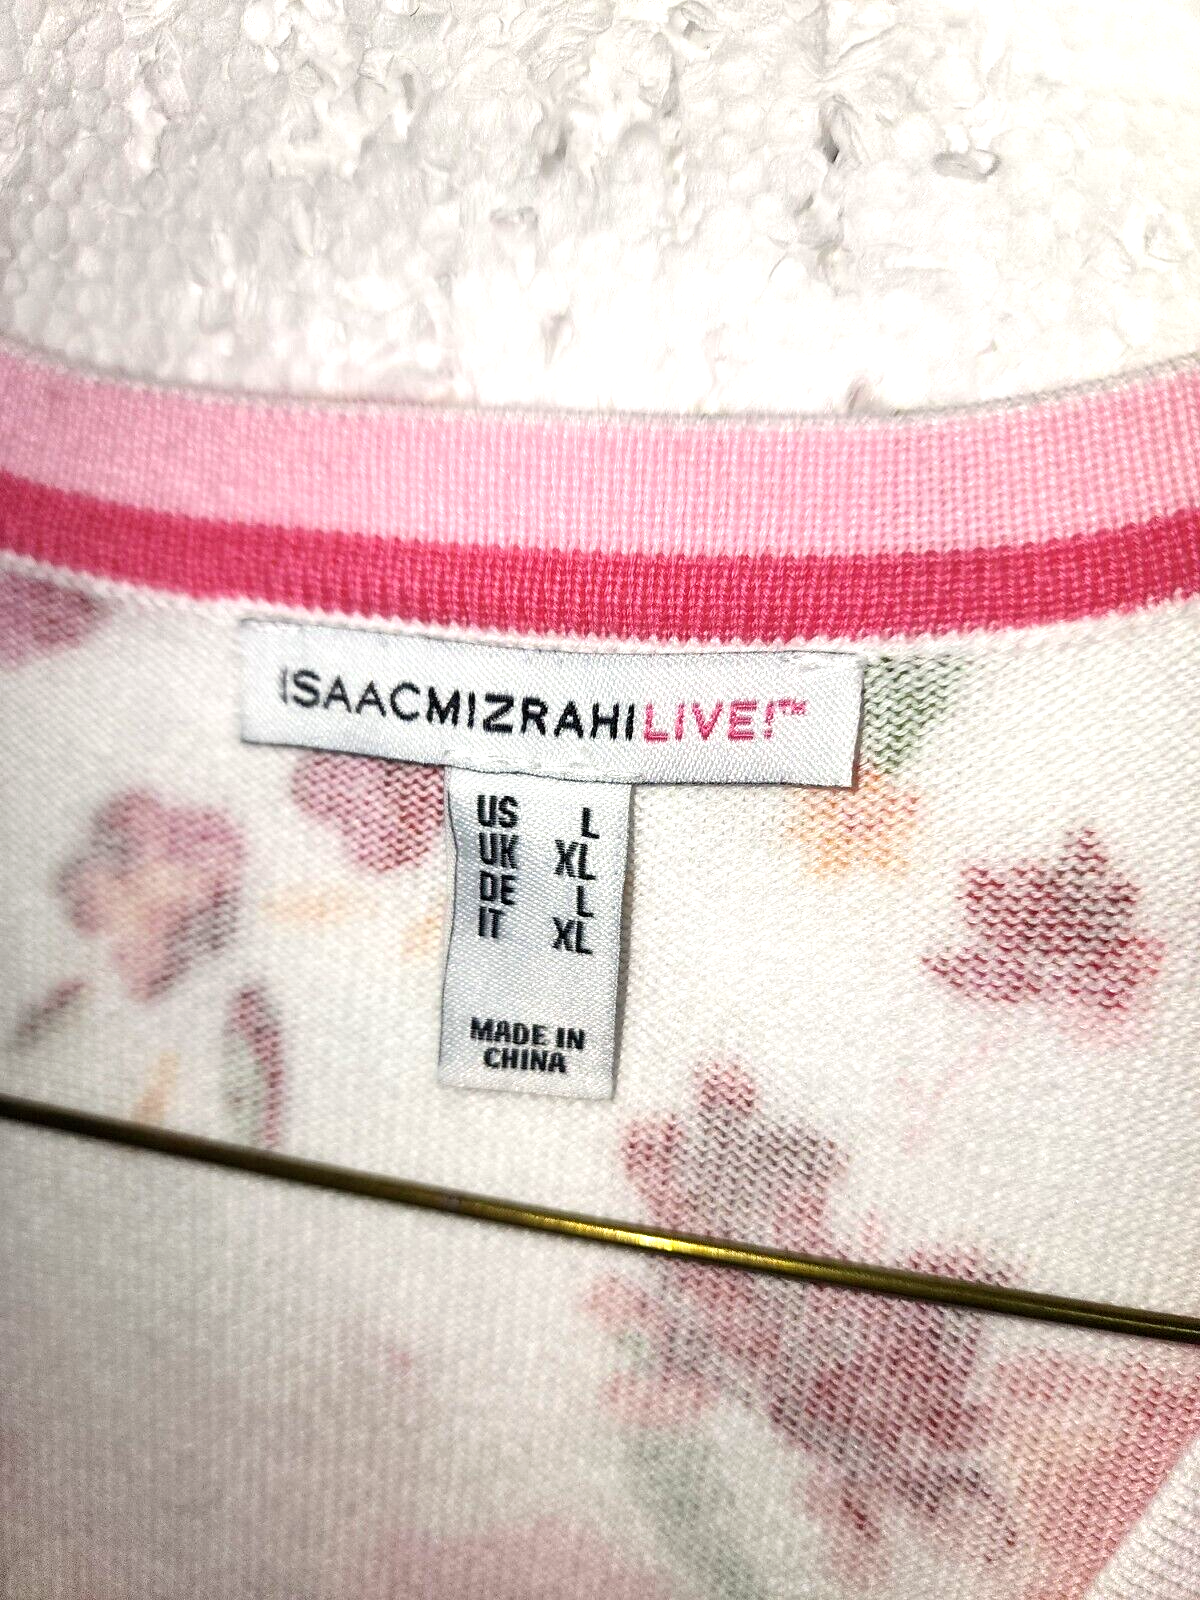 ISAACMIZRAHILIVE!™
US L
UK XL
DE L
IT XL
MADE IN
CHINA